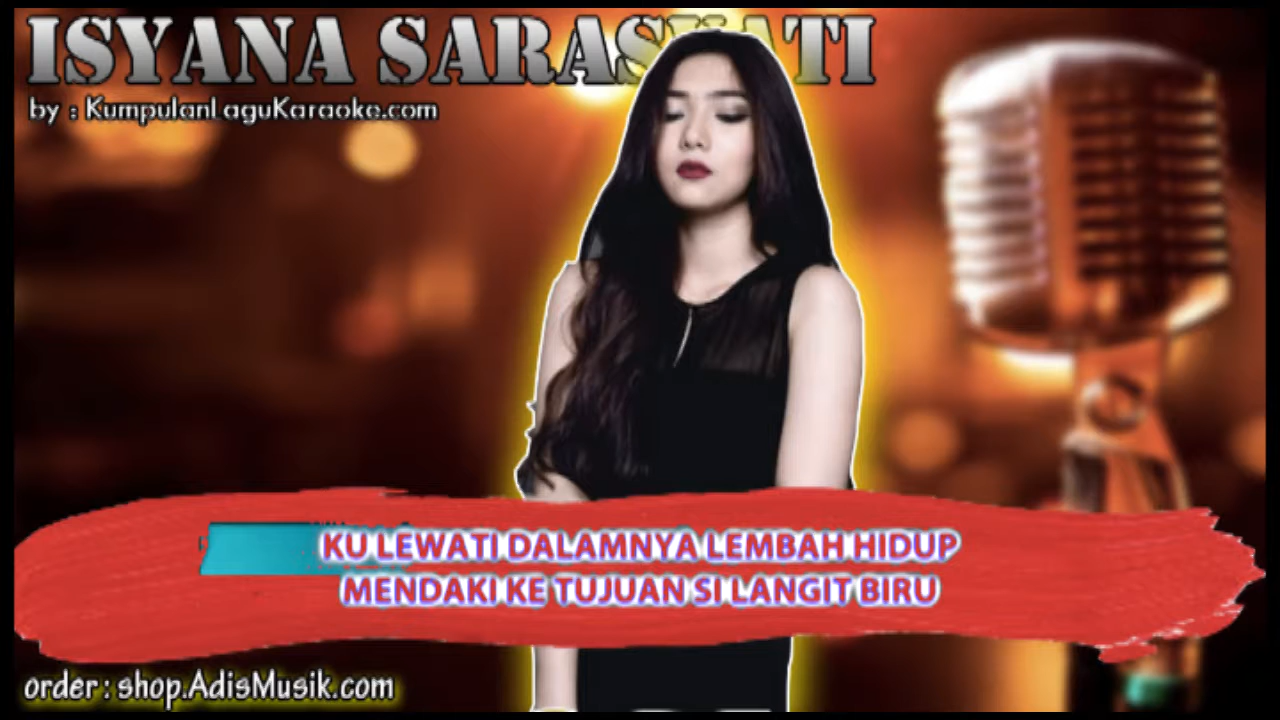 ISYANA SARASVATI
by : KumpulanLaguKaraoke.com
KU LEWATI DALAMNYA LEMBAH HIDUP
MENDAKI KE TUJUAN SI LANGIT BIRU
order : shop.AdisMusik.com